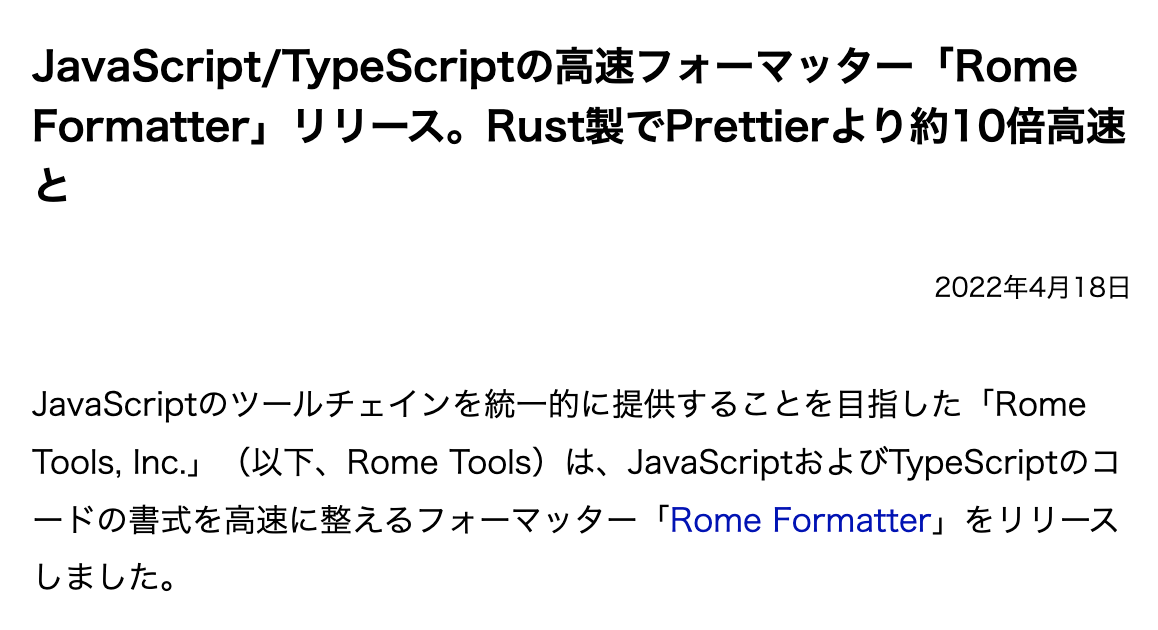 JavaScript/TypeScriptの高速フォーマッター「Rome
Formatter」リリース。Rust製でPrettierより約10倍高速
と
2022年4月18日
JavaScriptのツールチェインを統一的に提供することを目指した「Rome
Tools, Inc.」（以下、Rome Tools）は、JavaScriptおよびTypeScriptのコ
ードの書式を高速に整えるフォーマッター「Rome Formatter」をリリース
しました。